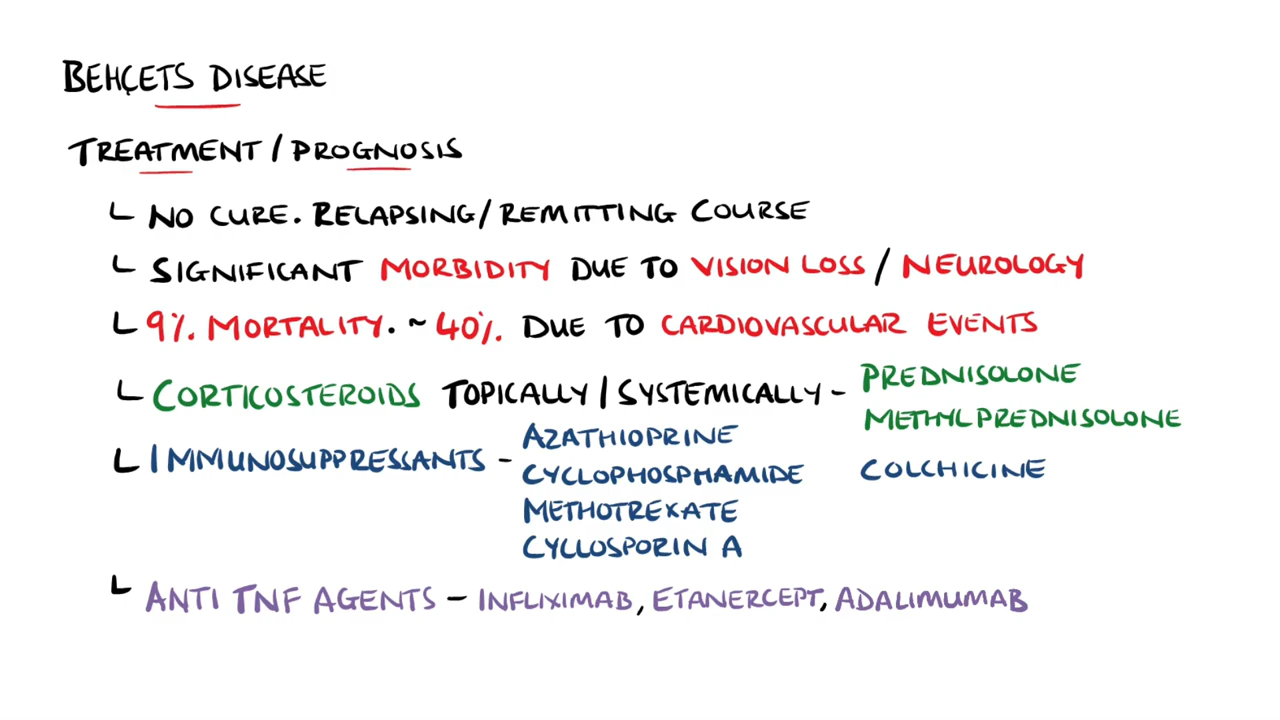 BEHÇETS DISEASE
TREATMENT / PROGNOSIS
NO CURE. RELAPSING/REMITTING COURSE
SIGNIFICANT MORBIDITY DUE TO VISION LOSS / NEUROLOGY
9% MORTALITY. ~40% DUE TO CARDIOVASCULAR EVENTS
CORTICOSTEROIDS TOPICALLY/SYSTEMICALLY - PREDNISOLONE
METHYLPREDNISOLONE
IMMUNOSUPPRESSANTS - AZATHIOPRINE
CYCLOPHOSPHAMIDE
METHOTREXATE
CYLLOSPORIN A
COLCHICINE
ANTI TNF AGENTS - INFLIXIMAB, ETANERCEPT, ADALIMUMAB